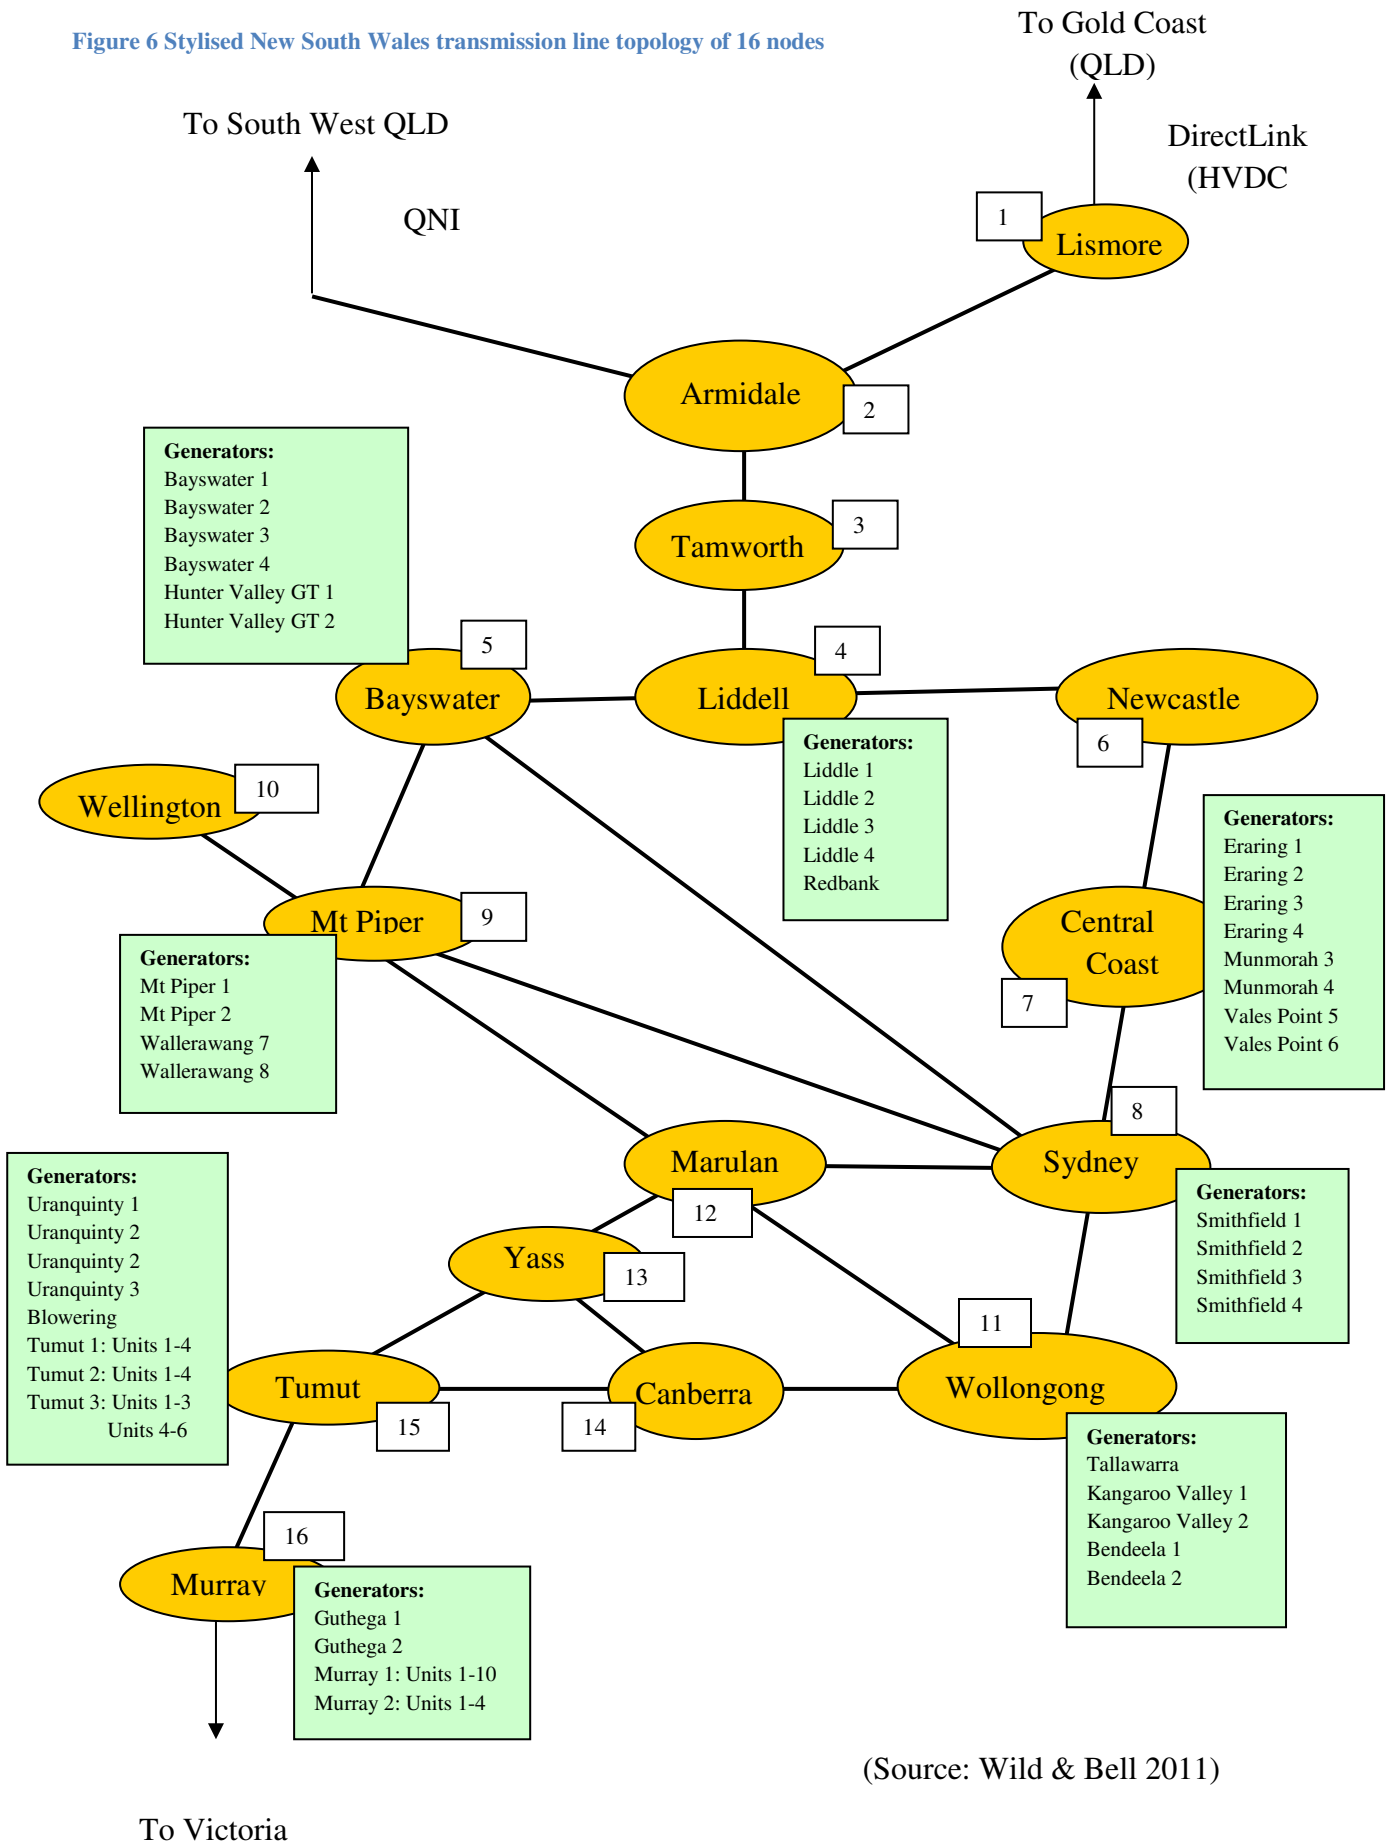 Figure 6 Stylised New South Wales transmission line topology of 16 nodes
To Gold Coast
(QLD)
To South West QLD
DirectLink
(HVDC
QNI
1
Lismore
Armidale
2
Generators:
Bayswater 1
Bayswater 2
Bayswater 3
Bayswater 4
Hunter Valley GT 1
Hunter Valley GT 2
3
Tamworth
5
Bayswater
4
Liddell
Newcastle
6
Generators:
Liddle 1
Liddle 2
Liddle 3
Liddle 4
Redbank
10
Wellington
Generators:
Eraring 1
Eraring 2
Eraring 3
Eraring 4
Munmorah 3
Munmorah 4
Vales Point 5
Vales Point 6
Mt Piper
9
Central
Coast
7
Generators:
Mt Piper 1
Mt Piper 2
Wallerawang 7
Wallerawang 8
8
Sydney
Marulan
12
Generators:
Uranquinty 1
Uranquinty 2
Uranquinty 2
Uranquinty 3
Blowering
Tumut 1: Units 1-4
Tumut 2: Units 1-4
Tumut 3: Units 1-3
Units 4-6
Generators:
Smithfield 1
Smithfield 2
Smithfield 3
Smithfield 4
Yass
13
11
Wollongong
Tumut
15
Canberra
14
Generators:
Tallawarra
Kangaroo Valley 1
Kangaroo Valley 2
Bendeela 1
Bendeela 2
16
Murray
Generators:
Guthega 1
Guthega 2
Murray 1: Units 1-10
Murray 2: Units 1-4
(Source: Wild & Bell 2011)
To Victoria